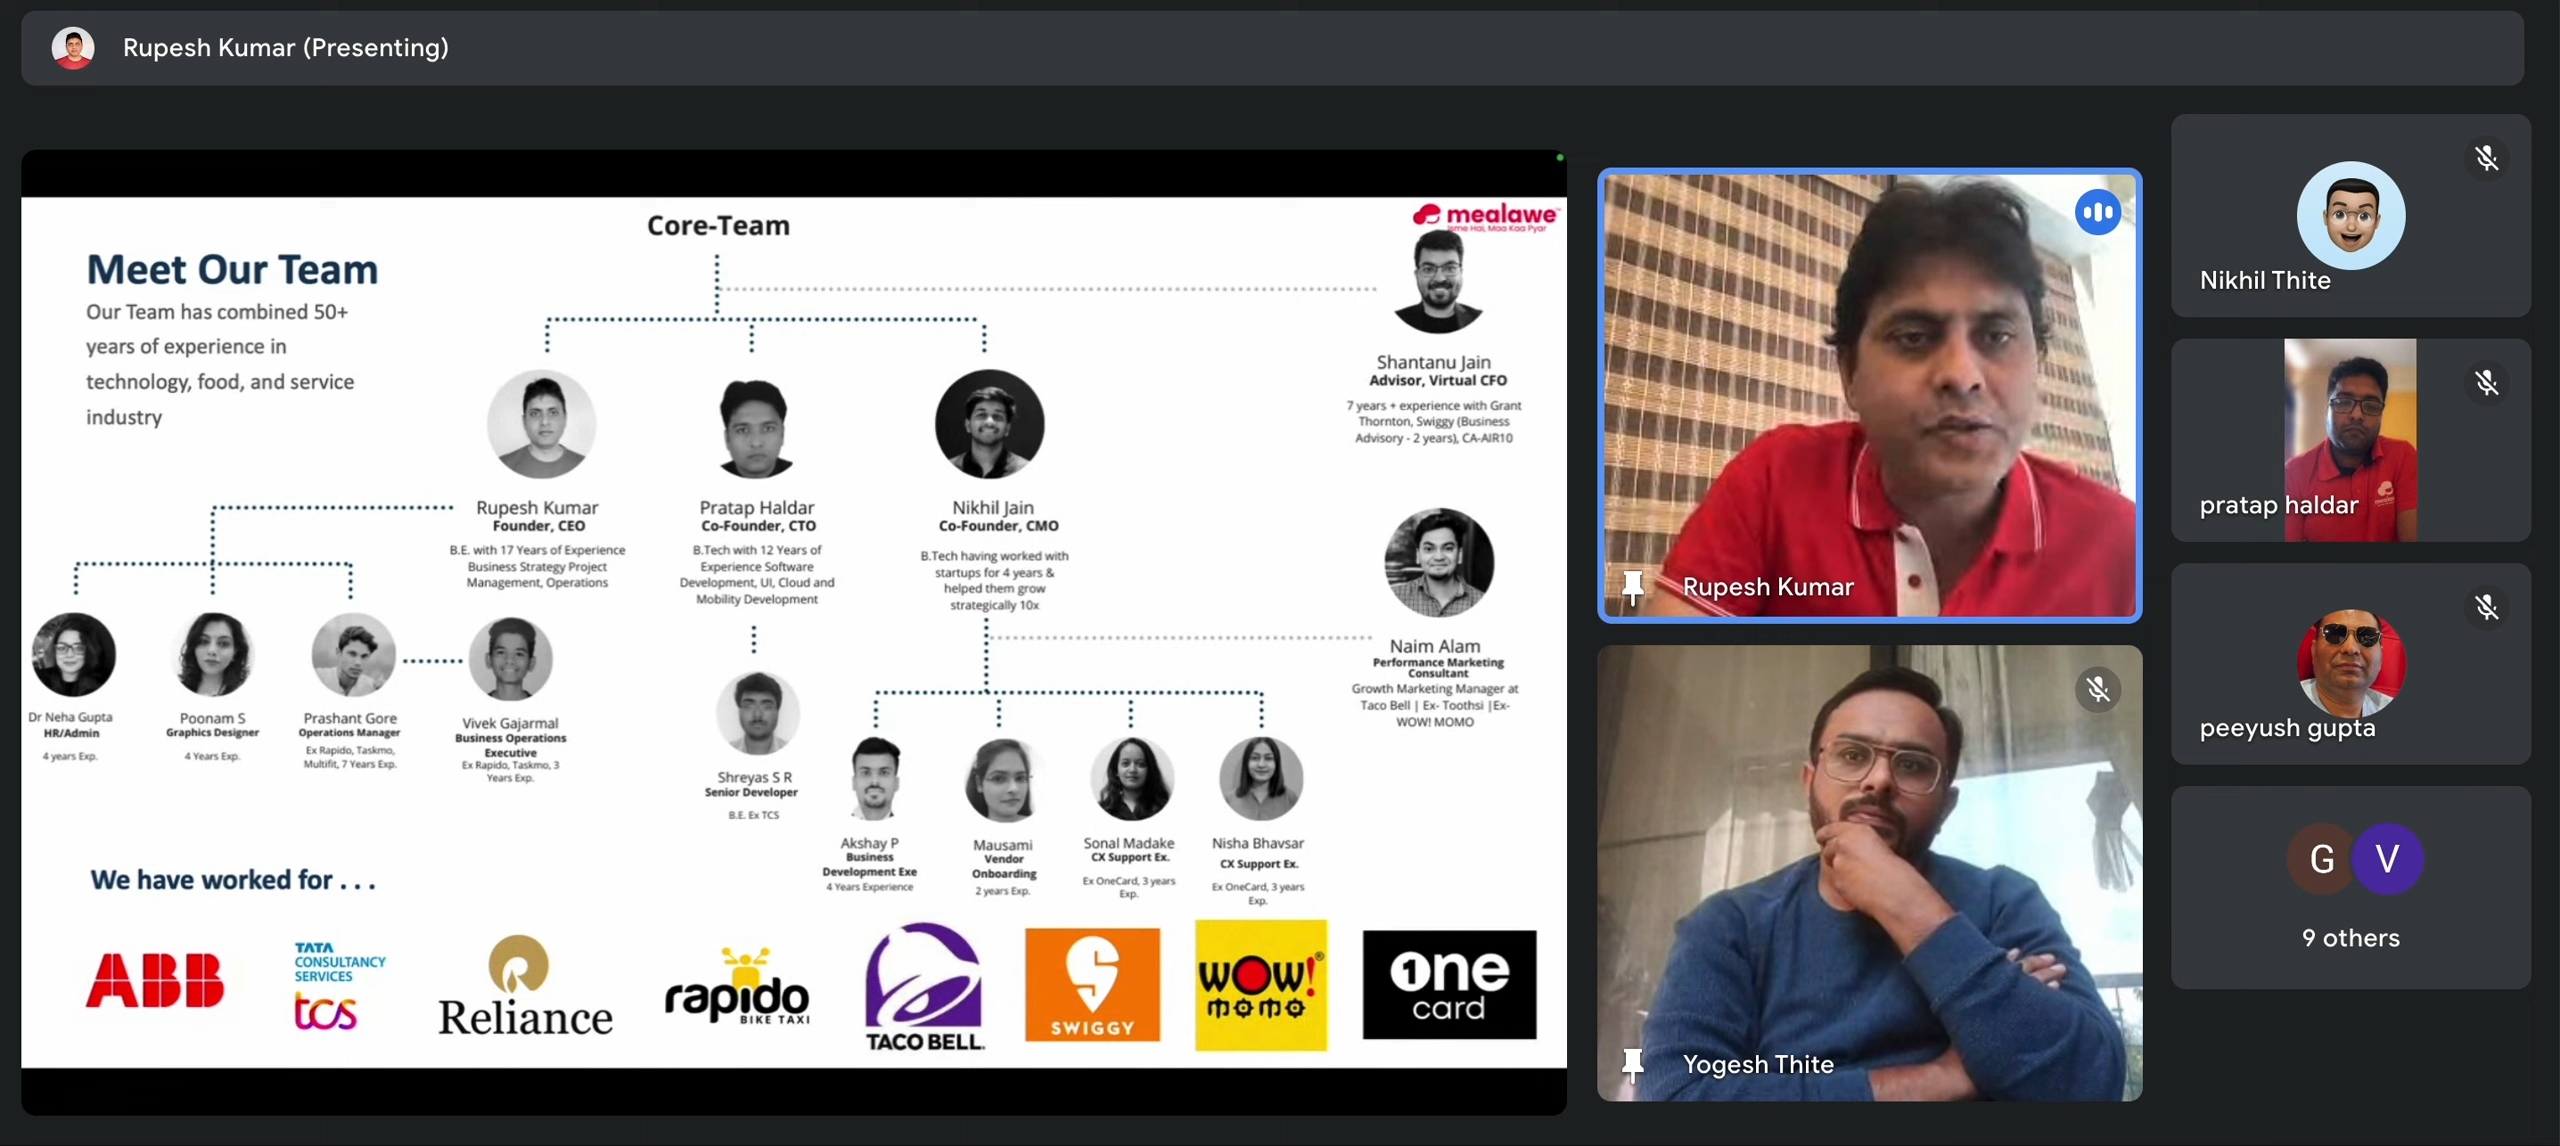 Rupesh Kumar (Presenting)
Core-Team
mealawe
Isme Hai, Maa Kaa Pyar
Meet Our Team
Our Team has combined 50+
years of experience in
technology, food, and service
industry
Shantanu Jain
Advisor, Virtual CFO
7 years + experience with Grant
Thornton, Swiggy (Business
Advisory - 2 years), CA-AIR10
Rupesh Kumar
Founder, CEO
B.E. with 17 Years of Experience
Business Strategy Project
Management, Operations
Pratap Haldar
Co-Founder, CTO
B.Tech with 12 Years of
Experience Software
Development, UI, Cloud and
Mobility Development
Nikhil Jain
Co-Founder, CMO
B.Tech having worked with
startups for 4 years &
helped them grow
strategically 10x
Naim Alam
Performance Marketing
Consultant
Growth Marketing Manager at
Taco Bell | Ex- Toothsi |Ex-
WOW! MOMO
Dr Neha Gupta
HR/Admin
4 years Exp.
Poonam S
Graphics Designer
4 Years Exp.
Prashant Gore
Operations Manager
Ex Rapido, Taskmo,
Multifit, 7 Years Exp.
Vivek Gajarmal
Business Operations
Executive
Ex Rapido, Taskmo, 3
Years Exp.
Shreyas S R
Senior Developer
B.E. Ex TCS
Akshay P
Business
Development Exe
4 Years Experience
Mausami
Vendor
Onboarding
2 years Exp.
Sonal Madake
CX Support Ex.
Ex OneCard, 3 years
Exp.
Nisha Bhavsar
CX Support Ex.
Ex OneCard, 3 years
Exp.
We have worked for . . .
ABB
TATA
CONSULTANCY
SERVICES
tcs
Reliance
rapido
BIKE TAXI
TACO BELL.
SWIGGY
WOW!
MOMO
1ne
card
Rupesh Kumar
Yogesh Thite
Nikhil Thite
pratap haldar
peeyush gupta
G
V
9 others